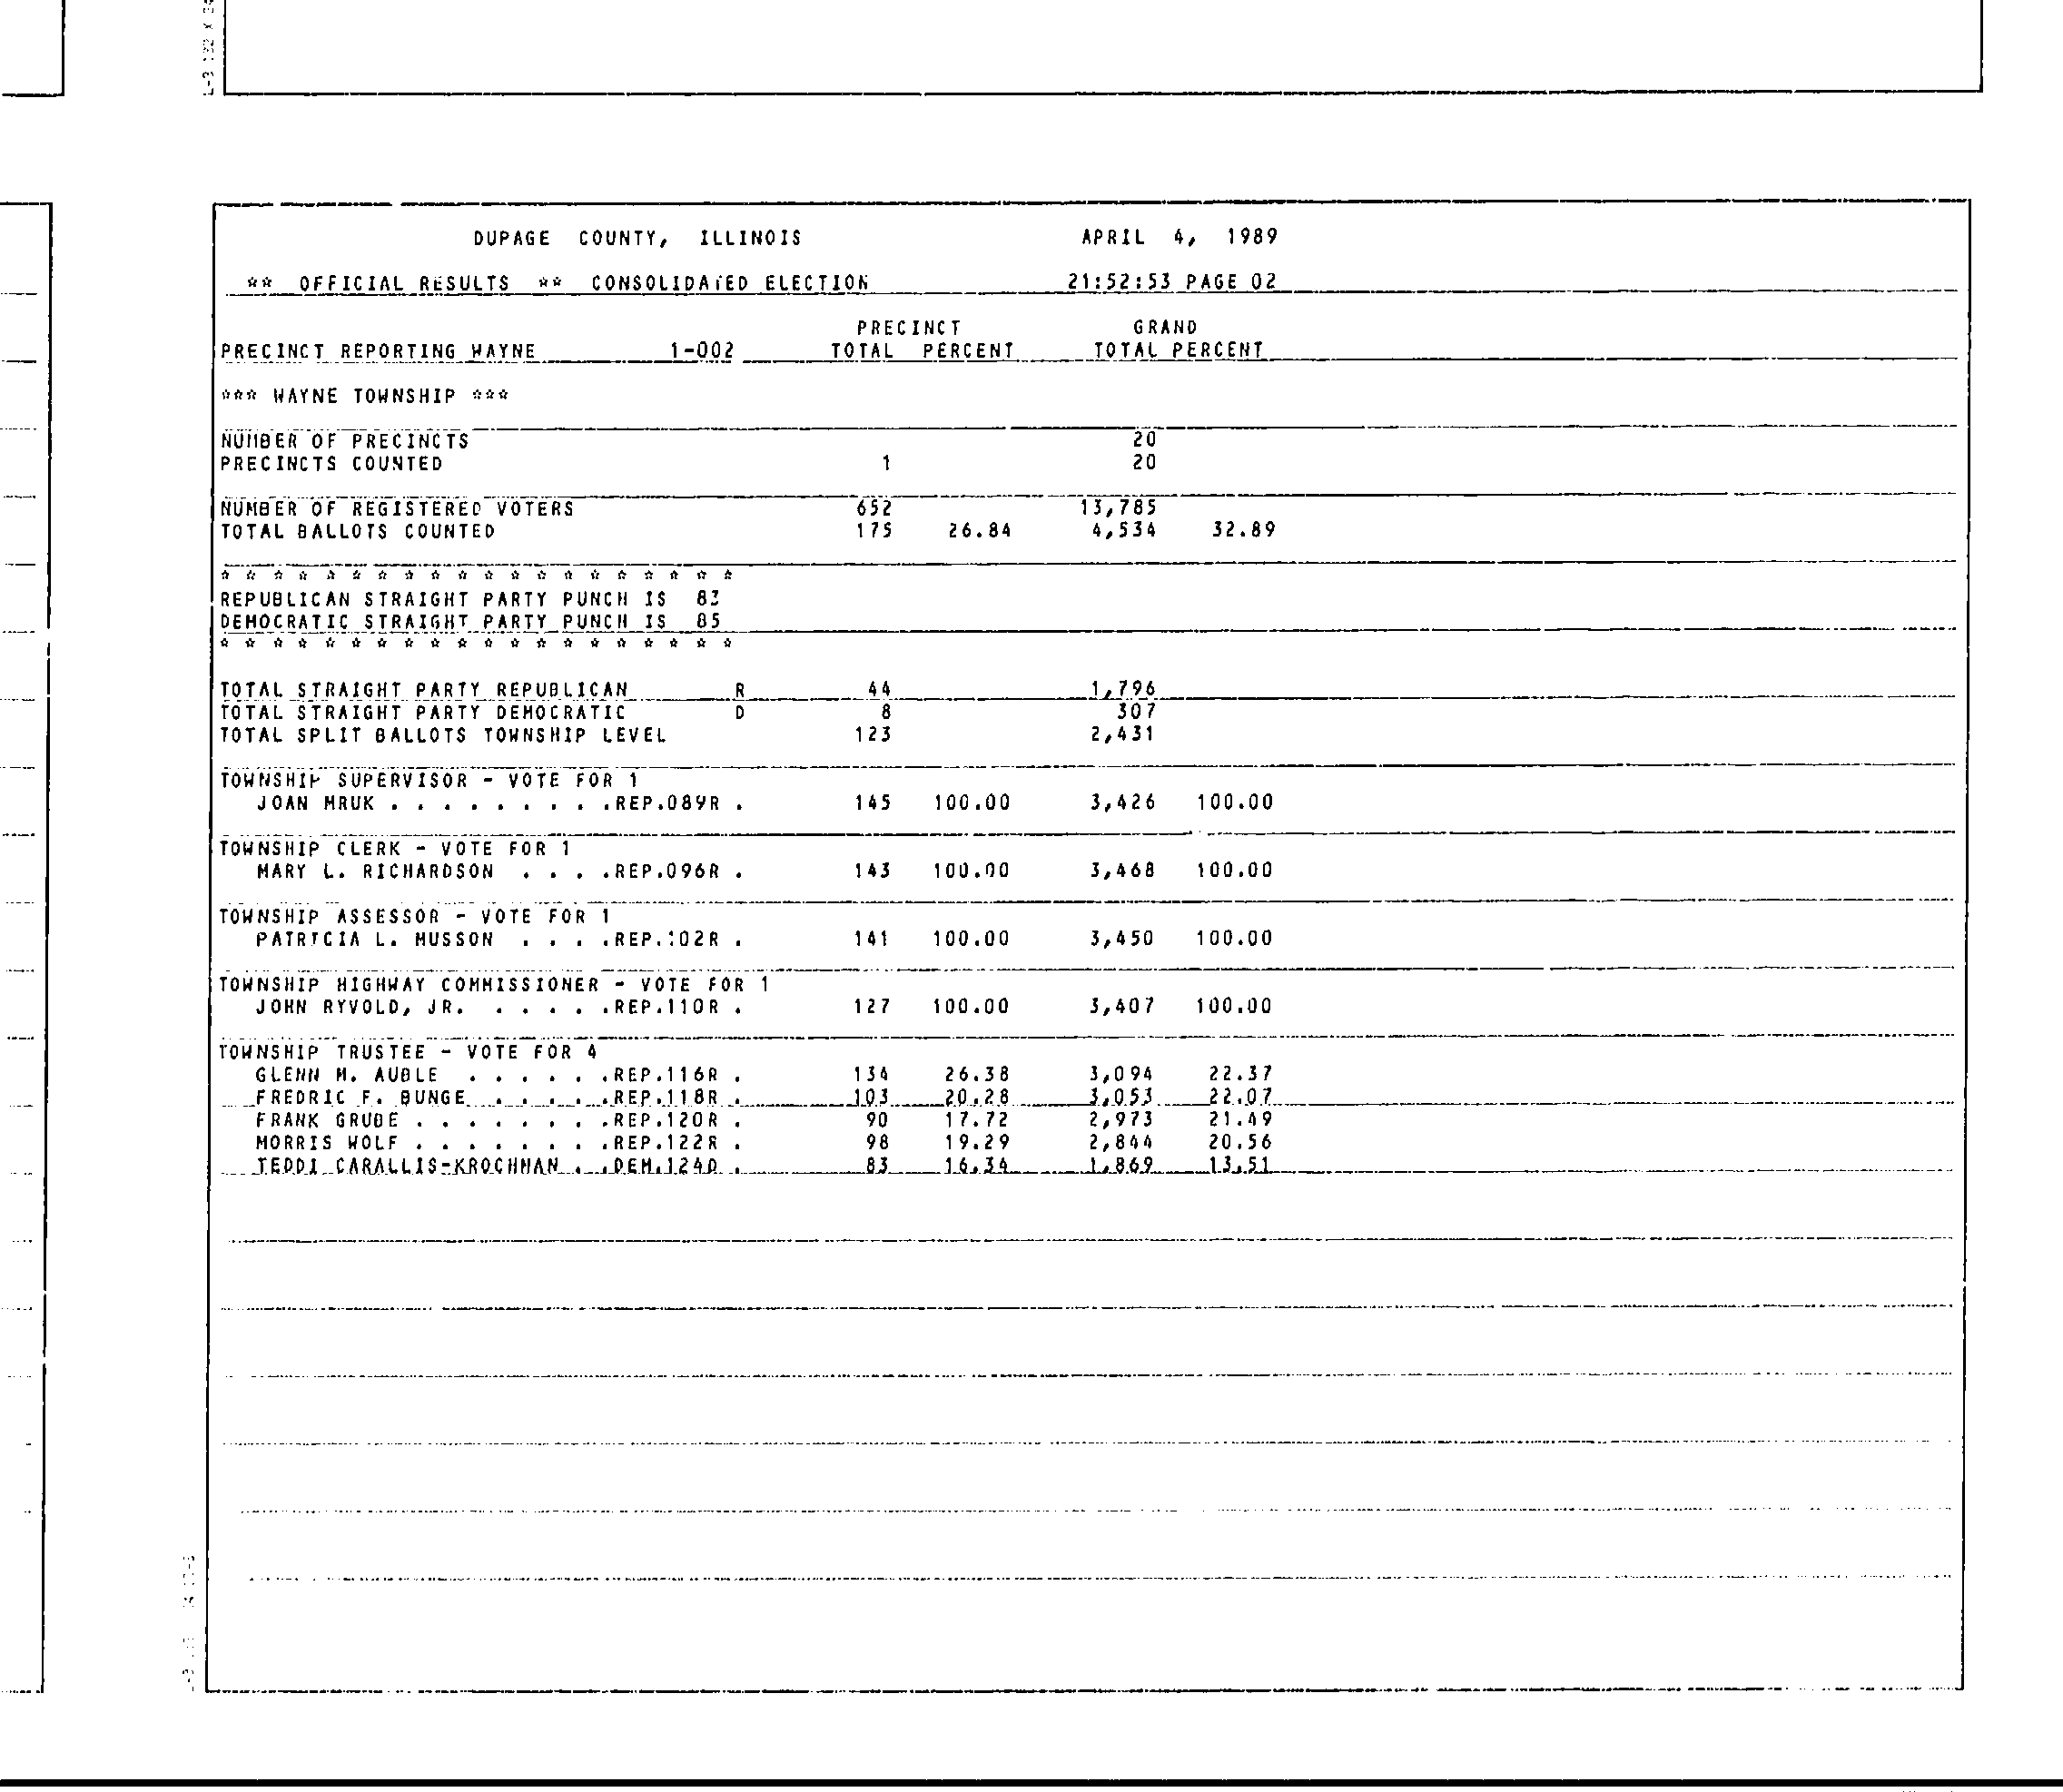 DUPAGE COUNTY, ILLINOIS APRIL 4, 1989
** OFFICIAL RESULTS ** CONSOLIDATED ELECTION 21:52:53 PAGE 02
PRECINCT GRAND
PRECINCT REPORTING WAYNE 1-002 TOTAL PERCENT TOTAL PERCENT
*** WAYNE TOWNSHIP ***
NUMBER OF PRECINCTS 20
PRECINCTS COUNTED 1 20
NUMBER OF REGISTERED VOTERS 652 13,785
TOTAL BALLOTS COUNTED 175 26.84 4,534 32.89
* * * * * * * * * * * * * * * * * * * *
REPUBLICAN STRAIGHT PARTY PUNCH IS 83
DEMOCRATIC STRAIGHT PARTY PUNCH IS 85
* * * * * * * * * * * * * * * * * * * *
TOTAL STRAIGHT PARTY REPUBLICAN R 44 1,796
TOTAL STRAIGHT PARTY DEMOCRATIC D 8 307
TOTAL SPLIT BALLOTS TOWNSHIP LEVEL 123 2,431
TOWNSHIP SUPERVISOR - VOTE FOR 1
JOAN MRUK . . . . . . . . .REP.089R . 145 100.00 3,426 100.00
TOWNSHIP CLERK - VOTE FOR 1
MARY L. RICHARDSON . . . .REP.096R . 143 100.00 3,468 100.00
TOWNSHIP ASSESSOR - VOTE FOR 1
PATRICIA L. MUSSON . . . .REP.102R . 141 100.00 3,450 100.00
TOWNSHIP HIGHWAY COMMISSIONER - VOTE FOR 1
JOHN RYVOLD, JR. . . . . .REP.110R . 127 100.00 3,407 100.00
TOWNSHIP TRUSTEE - VOTE FOR 4
GLENN M. AUBLE . . . . . .REP.116R . 134 26.38 3,094 22.37
FREDRIC F. BUNGE . . . . .REP.118R . 103 20.28 3,053 22.07
FRANK GRUBE . . . . . . . .REP.120R . 90 17.72 2,973 21.49
MORRIS WOLF . . . . . . . .REP.122R . 98 19.29 2,844 20.56
TEDDI CARALLIS-KROCHMAN . .DEM.124D . 83 16.34 1,869 13.51